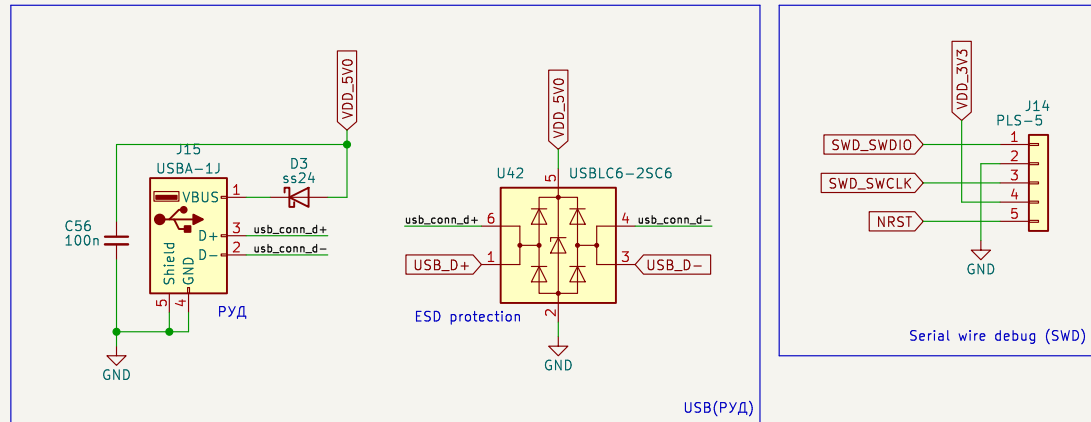 VDD_5V0
J15
USBA-1J
VBUS
1
D3
ss24
C56
100n
D+
3
usb_conn_d+
D-
2
usb_conn_d-
Shield
GND
5
4
РУД
GND
VDD_5V0
U42
USBLC6-2SC6
5
usb_conn_d+
6
4
usb_conn_d-
USB_D+
1
3
USB_D-
2
ESD protection
GND
USB(РУД)
VDD_3V3
J14
PLS-5
SWD_SWDIO
1
2
SWD_SWCLK
3
4
NRST
5
GND
Serial wire debug (SWD)